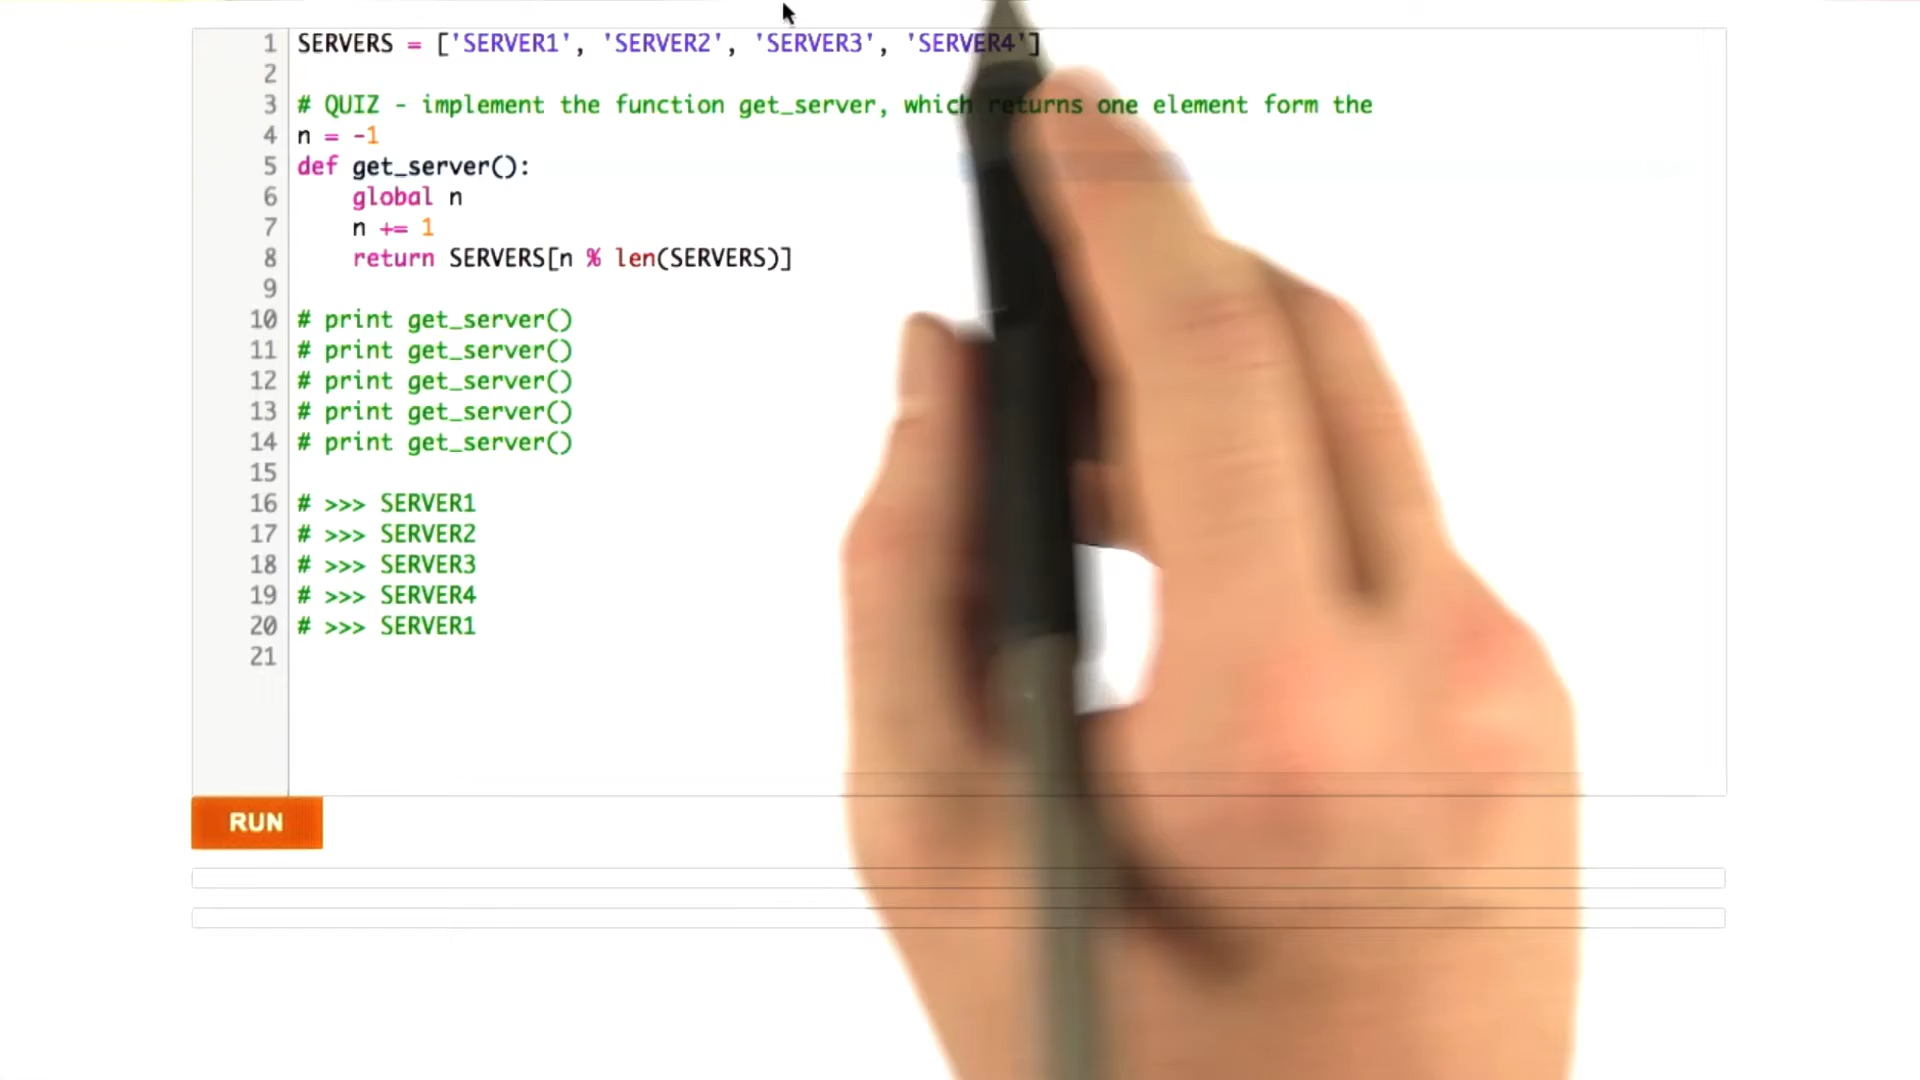 1 SERVERS = ['SERVER1', 'SERVER2', 'SERVER3', 'SERVER4']
2
3 # QUIZ - implement the function get_server, which returns one element form the
4 n = -1
5 def get_server():
6     global n
7     n += 1
8     return SERVERS[n % len(SERVERS)]
9
10 # print get_server()
11 # print get_server()
12 # print get_server()
13 # print get_server()
14 # print get_server()
15
16 # >>> SERVER1
17 # >>> SERVER2
18 # >>> SERVER3
19 # >>> SERVER4
20 # >>> SERVER1
21
RUN